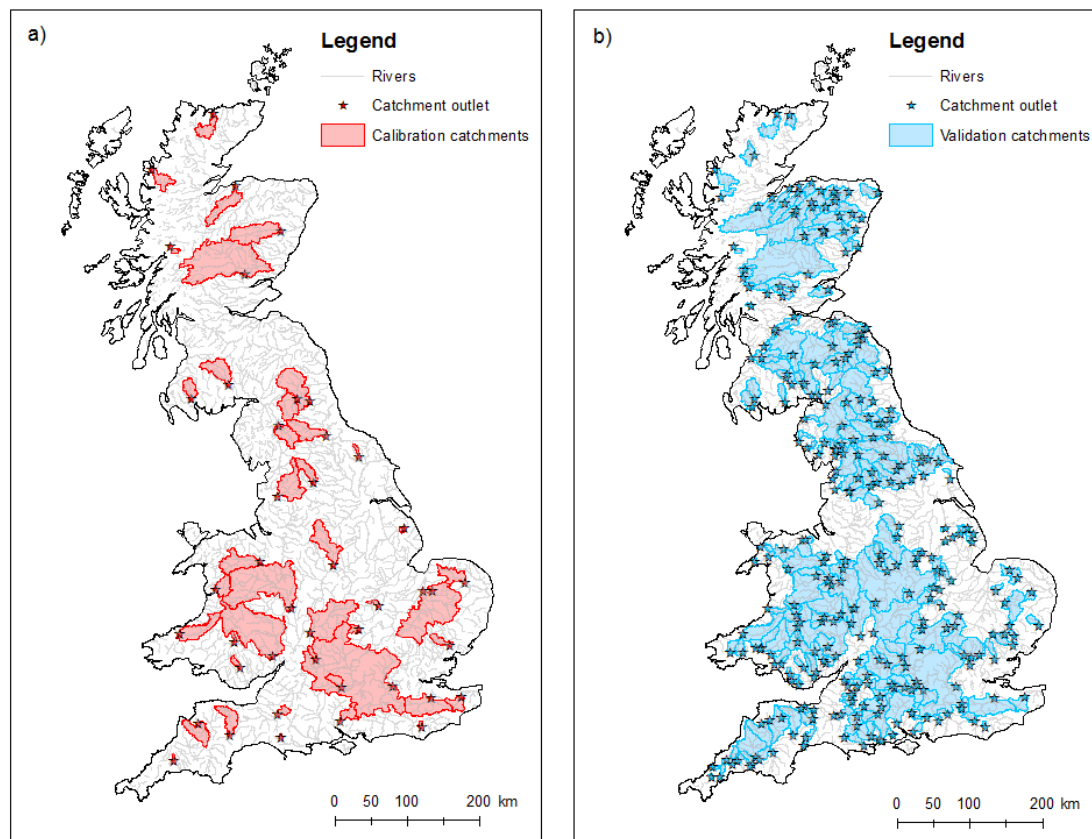 a)
Legend
Rivers
Catchment outlet
Calibration catchments
0 50 100 200 km
b)
Legend
Rivers
Catchment outlet
Validation catchments
0 50 100 200 km